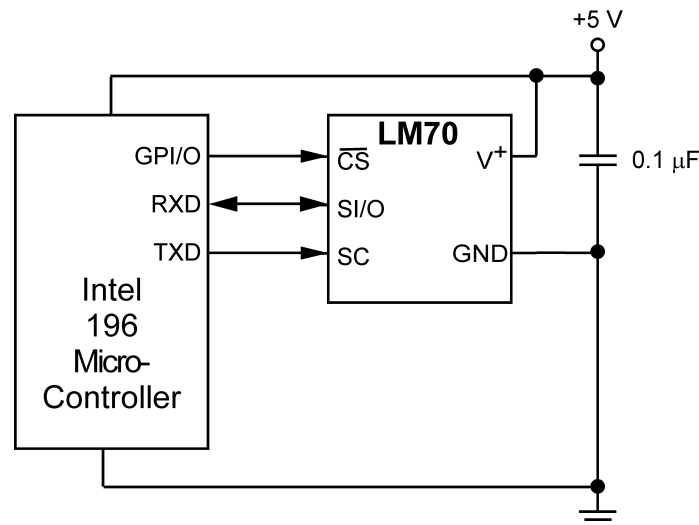 +5 V
LM70
GPI/O
CS
V+
0.1 μF
RXD
SI/O
TXD
SC
GND
Intel
196
Micro-
Controller